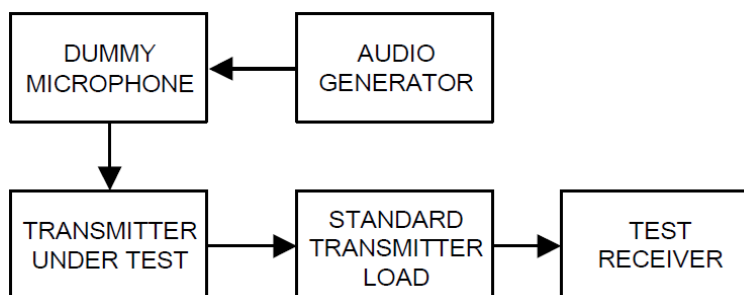 DUMMY
MICROPHONE
AUDIO
GENERATOR
TRANSMITTER
UNDER TEST
STANDARD
TRANSMITTER
LOAD
TEST
RECEIVER